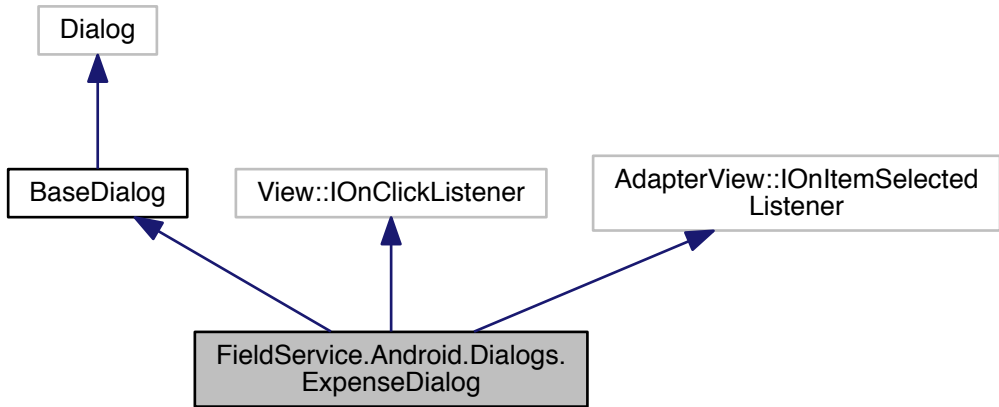 Dialog
BaseDialog
View::IOnClickListener
AdapterView::IOnItemSelected
Listener
FieldService.Android.Dialogs.
ExpenseDialog